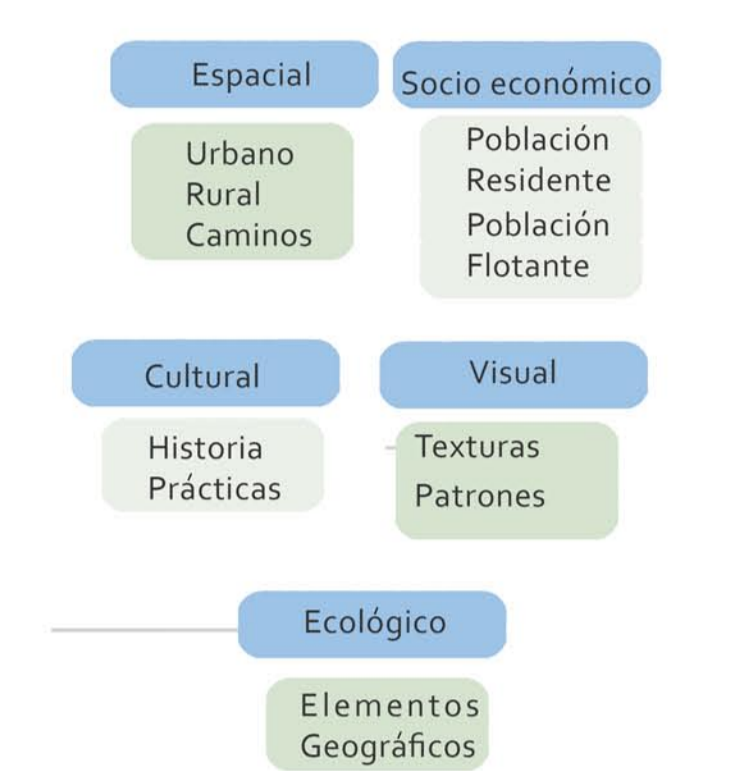 Espacial
Urbano
Rural
Caminos
Socio económico
Población
Residente
Población
Flotante
Cultural
Historia
Prácticas
Visual
Texturas
Patrones
Ecológico
Elementos
Geográficos